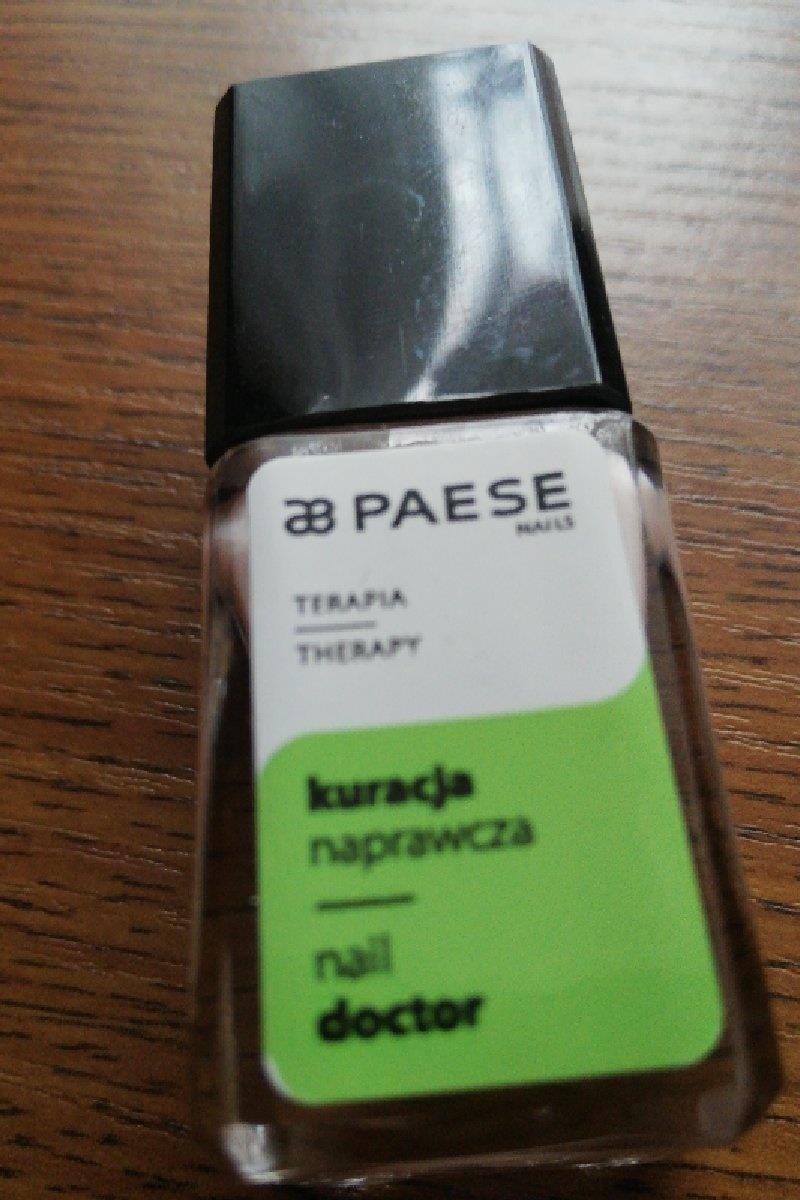 PAESE
NAILS
TERAPIA
THERAPY
kuracja
naprawcza
nail
doctor